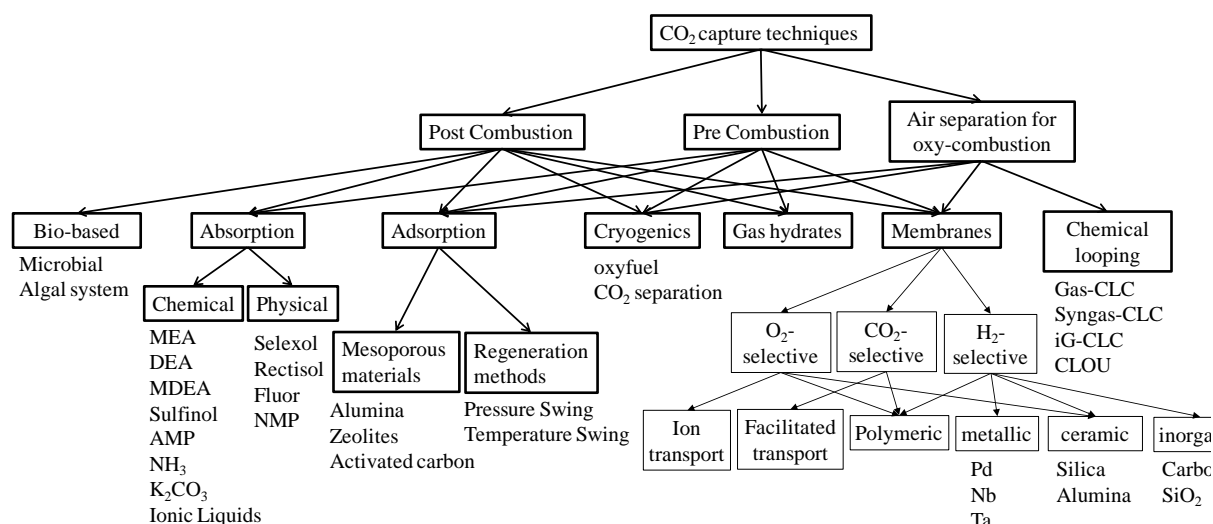 CO₂ capture techniques
Post Combustion
Pre Combustion
Air separation for
oxy-combustion
Bio-based
Microbial
Algal system
Absorption
Chemical
MEA
DEA
MDEA
Sulfinol
AMP
NH₃
K₂CO₃
Ionic Liquids
Physical
Selexol
Rectisol
Fluor
NMP
Adsorption
Mesoporous
materials
Alumina
Zeolites
Activated carbon
Regeneration
methods
Pressure Swing
Temperature Swing
Cryogenics
oxyfuel
CO₂ separation
Gas hydrates
Membranes
O₂-
selective
CO₂-
selective
H₂-
selective
Ion
transport
Facilitated
transport
Polymeric
metallic
Pd
Nb
Ta
ceramic
Silica
Alumina
inorga
Carbo
SiO₂
Chemical
looping
Gas-CLC
Syngas-CLC
iG-CLC
CLOU